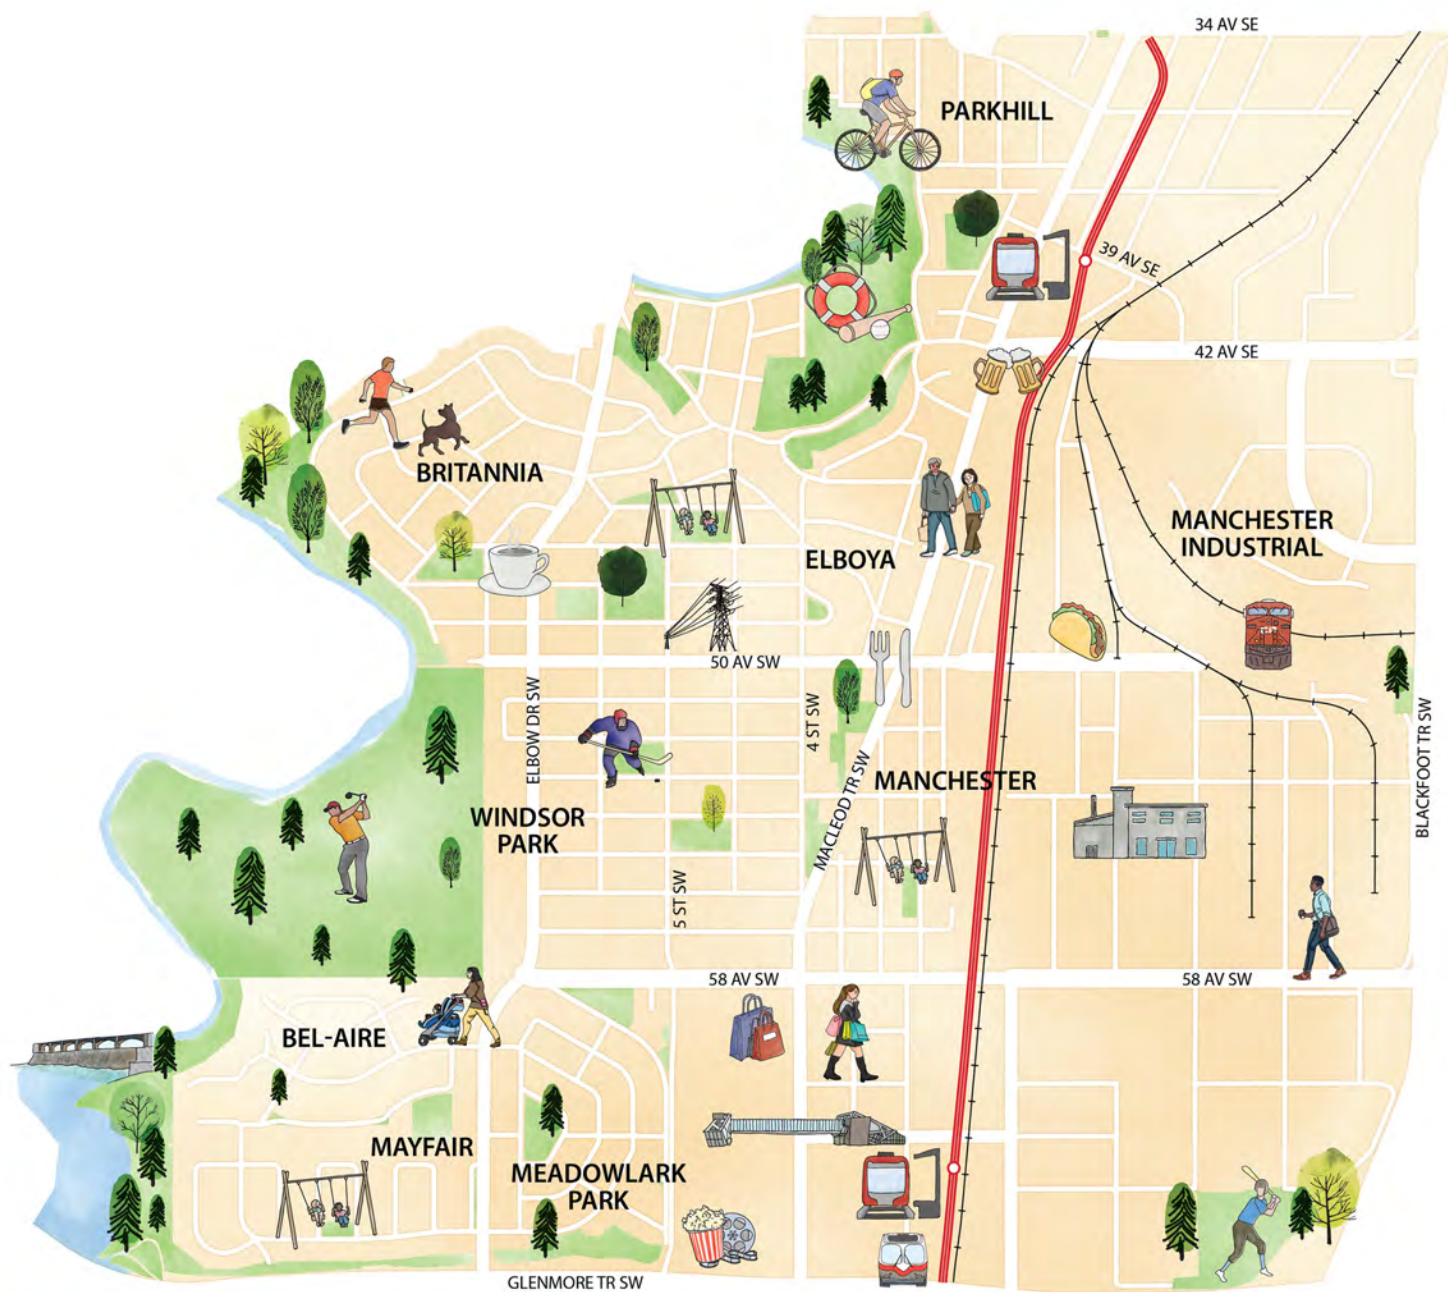 34 AV SE
PARKHILL
39 AV SE
42 AV SE
BRITANNIA
MANCHESTER
INDUSTRIAL
ELBOYA
50 AV SW
ELBOW DR SW
4 ST SW
MACLEOD TR SW
BLACKFOOT TR SW
MANCHESTER
WINDSOR
PARK
5 ST SW
58 AV SW
58 AV SW
BEL-AIRE
MAYFAIR
MEADOWLARK
PARK
GLENMORE TR SW